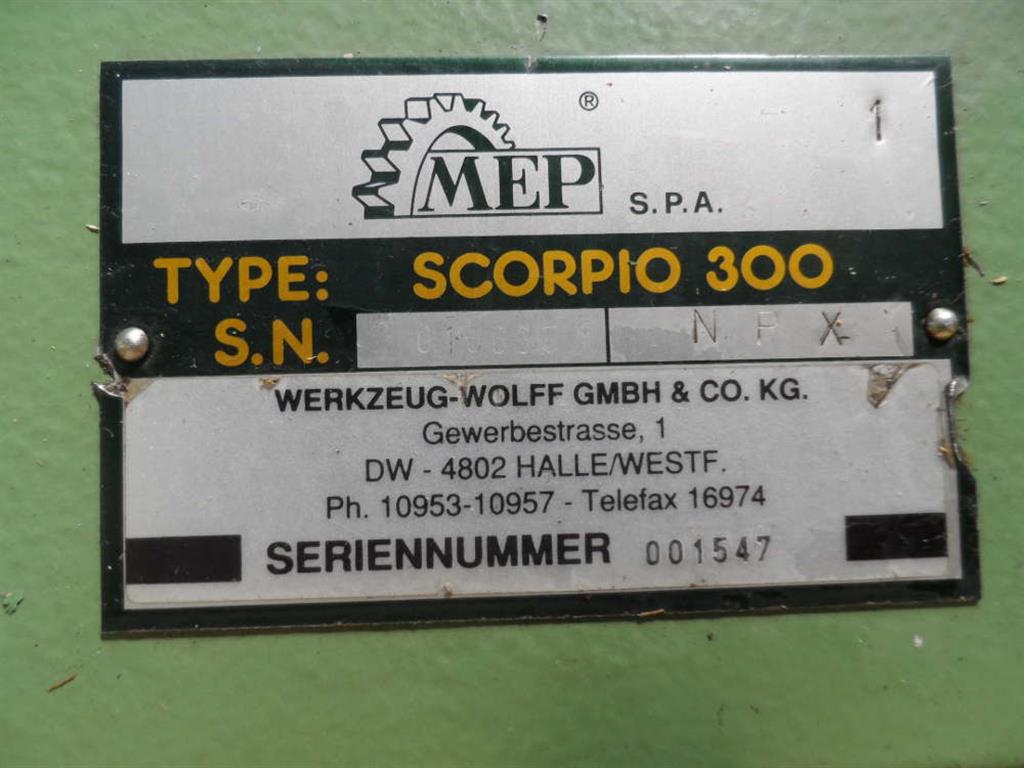 ®
1
MEP S.P.A.
TYPE: SCORPIO 300
S.N. N P X
WERKZEUG-WOLFF GMBH & CO. KG.
Gewerbestrasse, 1
DW - 4802 HALLE/WESTF.
Ph. 10953-10957 - Telefax 16974
SERIENNUMMER 001547